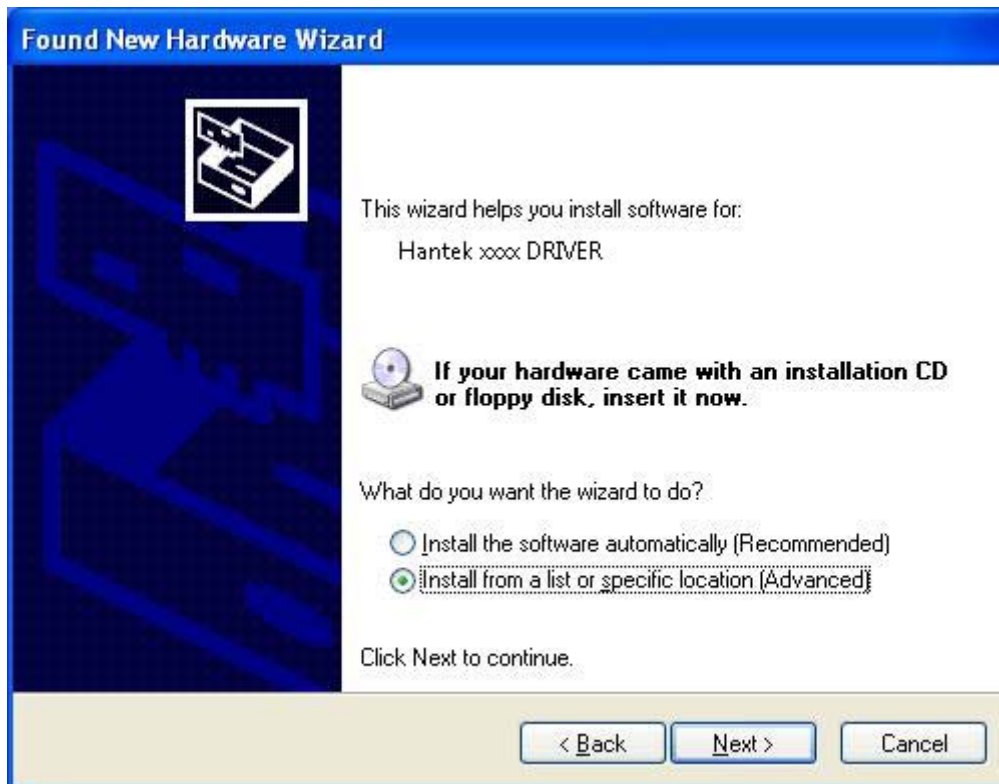 Found New Hardware Wizard
This wizard helps you install software for:
Hantek xxxx DRIVER
If your hardware came with an installation CD
or floppy disk, insert it now.
What do you want the wizard to do?
Install the software automatically (Recommended)
Install from a list or specific location (Advanced)
Click Next to continue.
< Back Next > Cancel